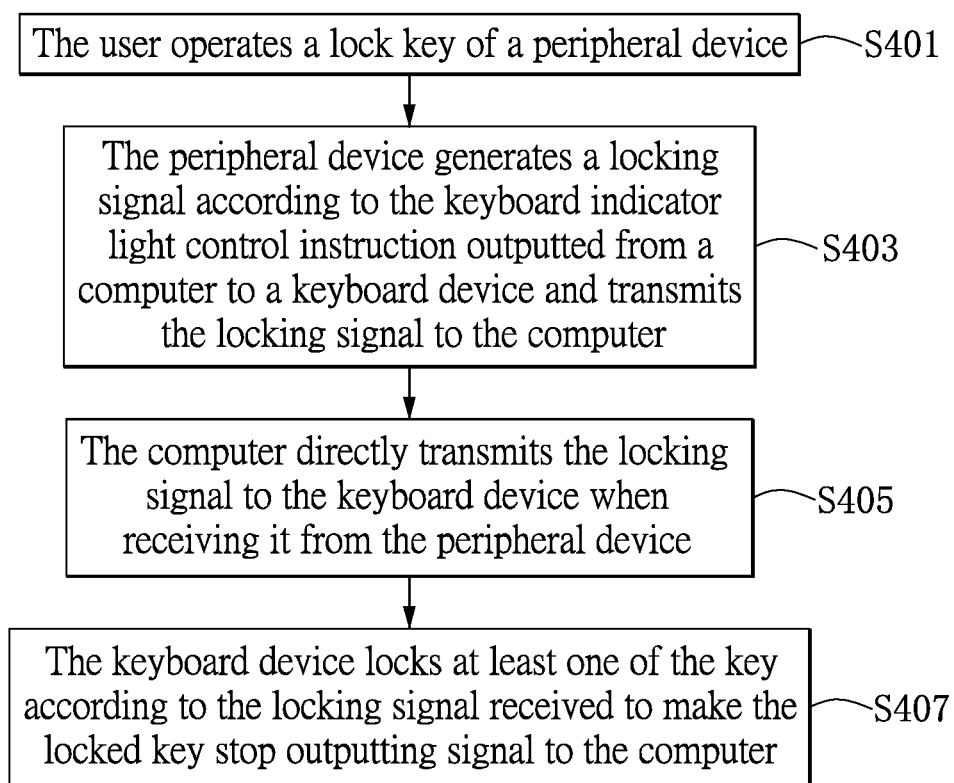 The user operates a lock key of a peripheral device
S401
The peripheral device generates a locking
signal according to the keyboard indicator
light control instruction outputted from a
computer to a keyboard device and transmits
the locking signal to the computer
S403
The computer directly transmits the locking
signal to the keyboard device when
receiving it from the peripheral device
S405
The keyboard device locks at least one of the key
according to the locking signal received to make the
locked key stop outputting signal to the computer
S407